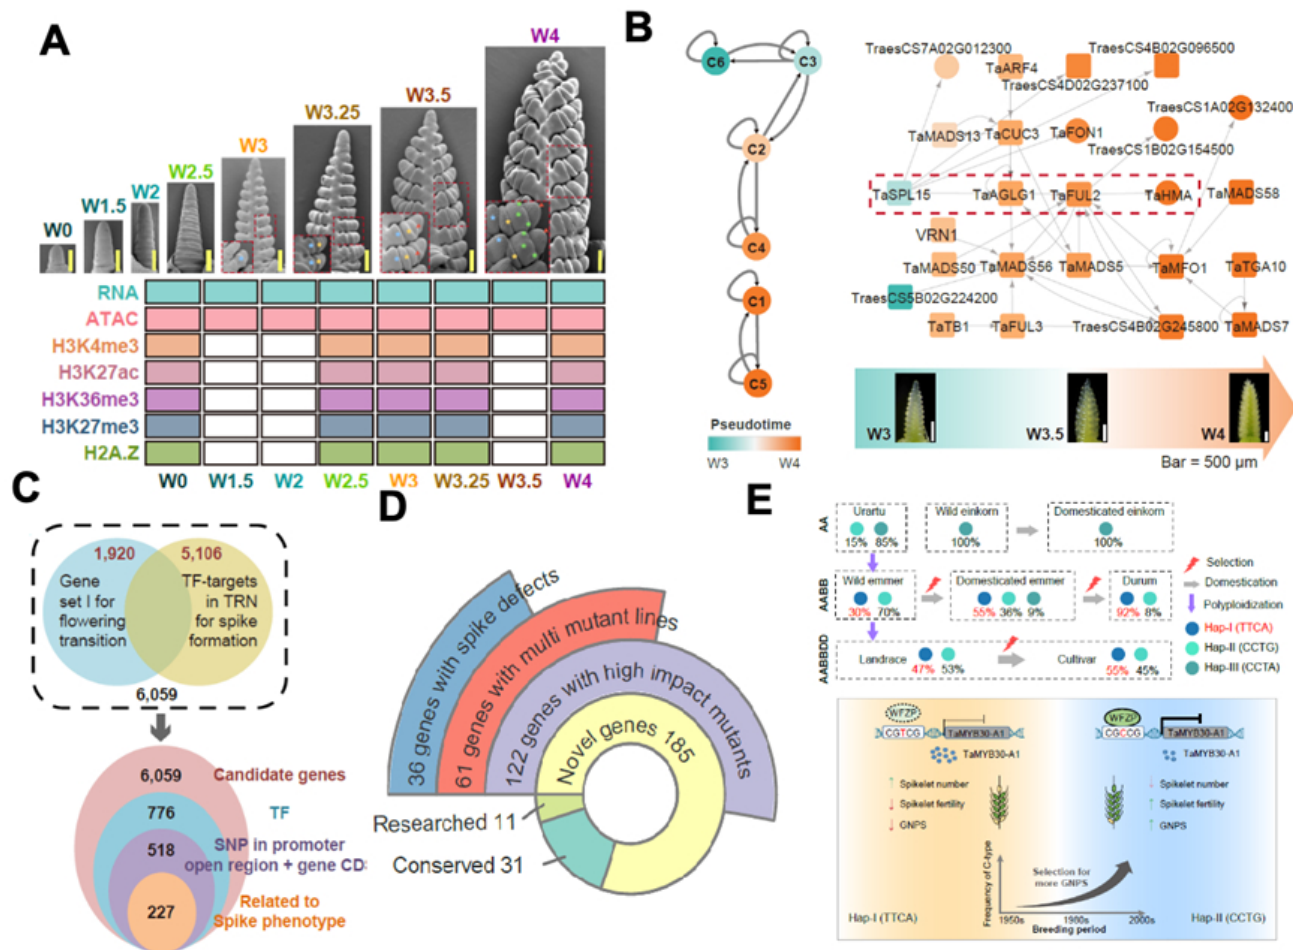 A
W0
W1.5
W2
W2.5
W3
W3.25
W3.5
W4
RNA
ATAC
H3K4me3
H3K27ac
H3K36me3
H3K27me3
H2A.Z
W0 W1.5 W2 W2.5 W3 W3.25 W3.5 W4
B
C6
C3
C2
C4
C1
C5
Pseudotime
W3 W4
TraesCS7A02G012300
TaARF4
TraesCS4B02G096500
TraesCS4D02G237100
TraesCS1A02G132400
TaMADS13
TaCUC3
TaFON1
TraesCS1B02G154500
TaSPL15
TaAGLG1
TaFUL2
TaHMA
TaMADS58
VRN1
TaMADS50
TaMADS56
TaMADS5
TaMFO1
TaTGA10
TraesCS5B02G224200
TaTB1
TaFUL3
TraesCS4B02G245800
TaMADS7
W3
W3.5
W4
Bar = 500 µm
C
1,920
5,106
Gene
set I for
flowering
transition
TF-targets
in TRN
for spike
formation
6,059
6,059
Candidate genes
776
TF
518
SNP in promoter
open region + gene CD
227
Related to
Spike phenotype
D
36 genes with spike defects
61 genes with multi mutant lines
122 genes with high impact mutants
Novel genes 185
Researched 11
Conserved 31
E
AA
Urartu
15% 85%
Wild einkorn
100%
Domesticated einkorn
100%
AABB
Wild emmer
30% 70%
Domesticated emmer
55% 36% 9%
Durum
92% 8%
AABBDD
Landrace
47% 53%
Cultivar
55% 45%
Selection
Domestication
Polyploidization
Hap-I (TTCA)
Hap-II (CCTG)
Hap-III (CCTA)
WFZP
CGTCG
TaMYB30-A1
TaMYB30-A1
Spikelet number
Spikelet fertility
GNPS
WFZP
CGCCG
TaMYB30-A1
TaMYB30-A1
Spikelet number
Spikelet fertility
GNPS
Frequency of C-type
Selection for
more GNPS
1950s 1980s 2000s
Breeding period
Hap-I (TTCA)
Hap-II (CCTG)